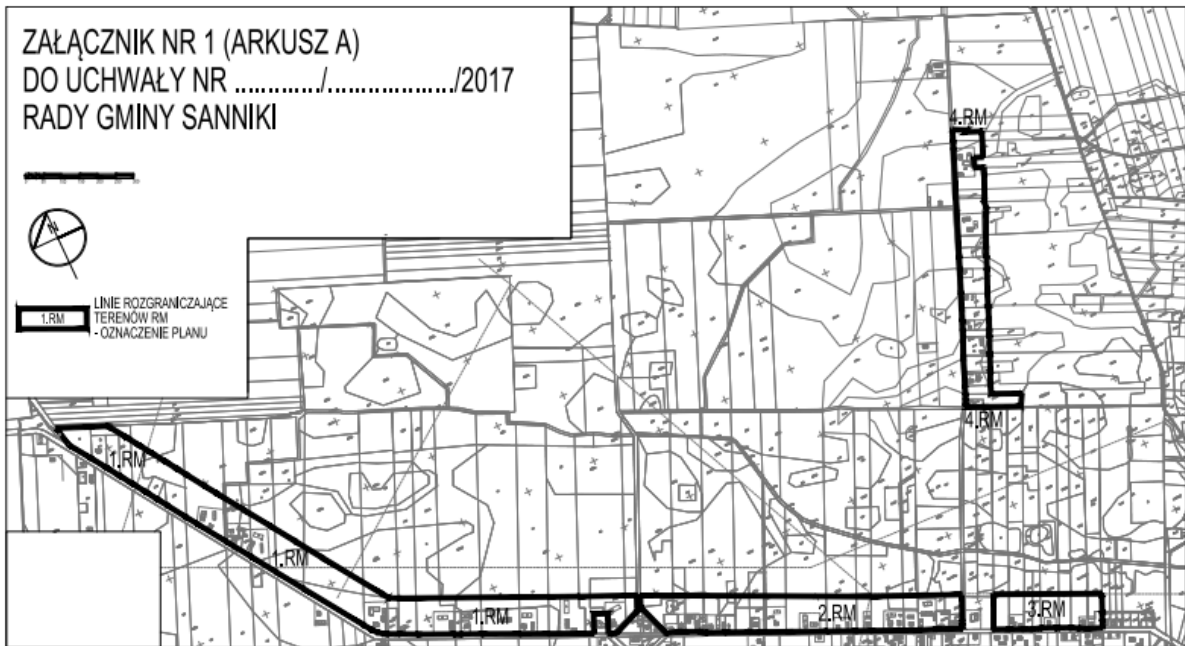 ZAŁĄCZNIK NR 1 (ARKUSZ A)
DO UCHWAŁY NR ............../.................../2017
RADY GMINY SANNIKI
N
1.RM
LINIE ROZGRANICZAJĄCE
TERENÓW RM
- OZNACZENIE PLANU
4.RM
4.RM
1.RM
1.RM
1.RM
2.RM
3.RM